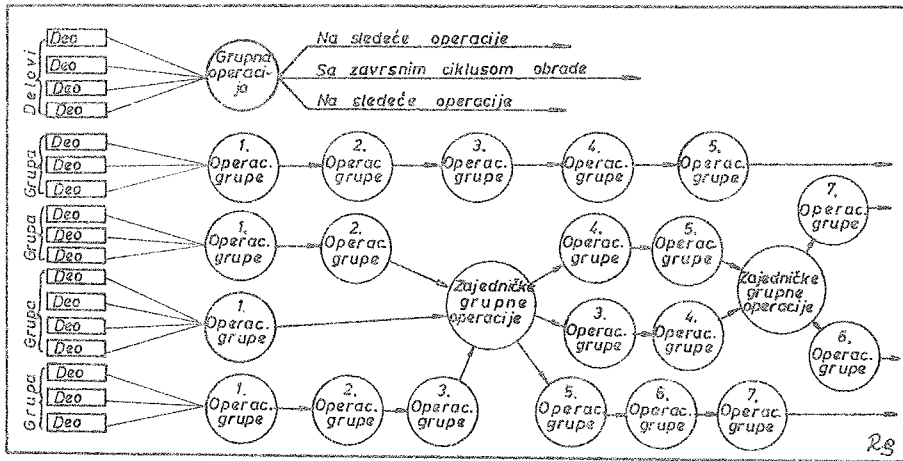 Delovi
Deo
Deo
Deo
Deo
Grupna
operaci-
ja
Na sledeće operacije
Sa završnim ciklusom obrade
Na sledeće operacije
Grupa
Deo
Deo
Deo
1.
Operac.
grupe
2.
Operac.
grupe
3.
Operac.
grupe
4.
Operac.
grupe
5.
Operac.
grupe
Grupa
Deo
Deo
Deo
1.
Operac.
grupe
2.
Operac.
grupe
4.
Operac.
grupe
5.
Operac.
grupe
7.
Operac.
grupe
Grupa
Deo
Deo
Deo
Deo
1.
Operac.
grupe
Zajedničke
grupne
operacije
3.
Operac.
grupe
4.
Operac.
grupe
Zajedničke
grupne
operacije
6.
Operac.
grupe
Grupa
Deo
Deo
Deo
1.
Operac.
grupe
2.
Operac.
grupe
3.
Operac.
grupe
5.
Operac.
grupe
6.
Operac.
grupe
7.
Operac.
grupe